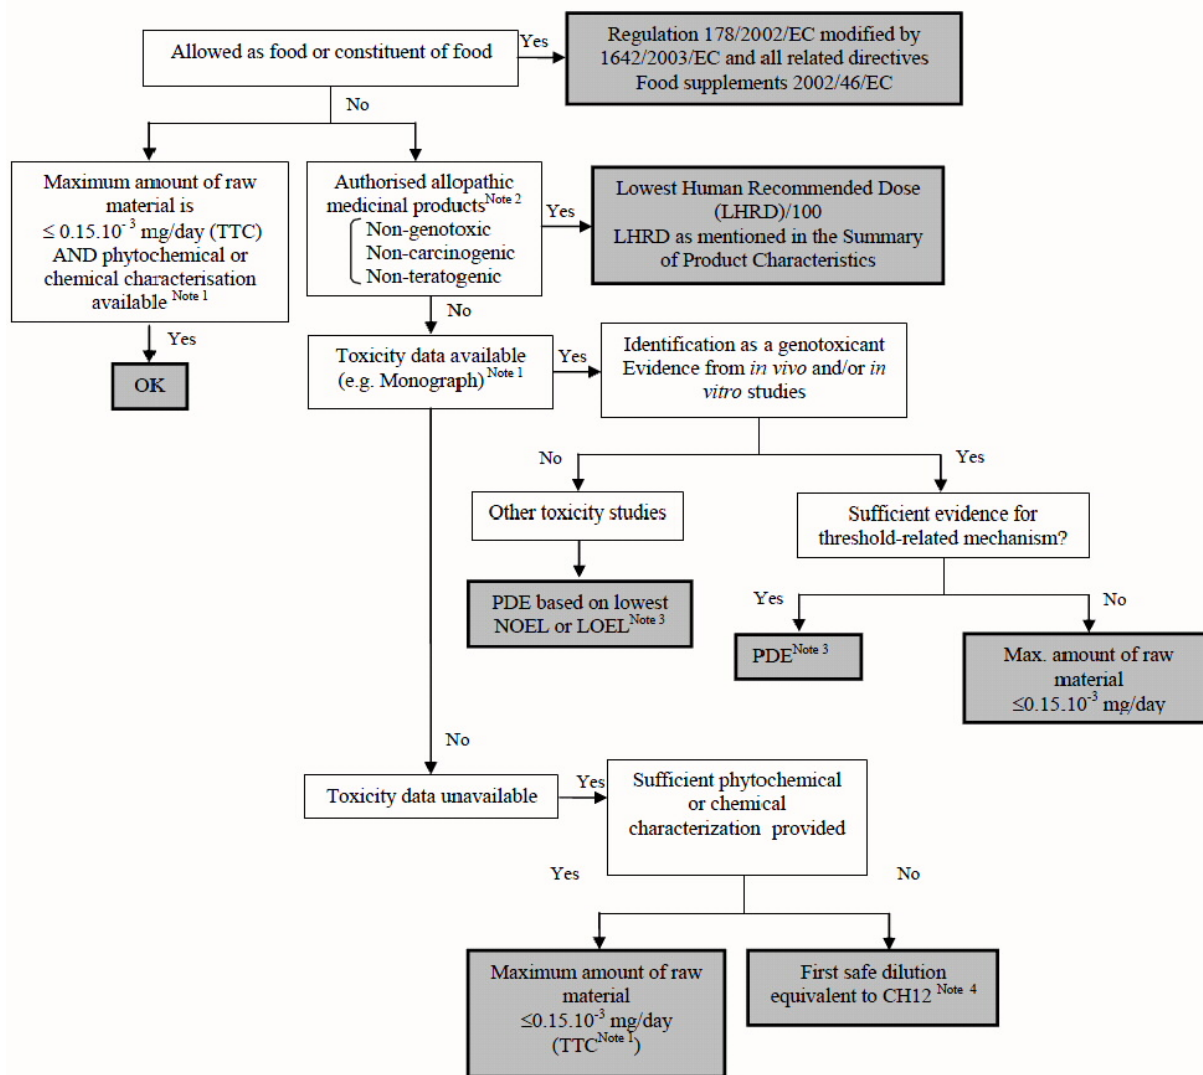 Allowed as food or constituent of food
Yes
Regulation 178/2002/EC modified by
1642/2003/EC and all related directives
Food supplements 2002/46/EC
No
Maximum amount of raw
material is
≤ 0.15.10⁻³ mg/day (TTC)
AND phytochemical or
chemical characterisation
available Note 1
Yes
OK
Authorised allopathic
medicinal products Note 2
Non-genotoxic
Non-carcinogenic
Non-teratogenic
Yes
Lowest Human Recommended Dose
(LHRD)/100
LHRD as mentioned in the Summary
of Product Characteristics
No
Toxicity data available
(e.g. Monograph) Note 1
Yes
Identification as a genotoxicant
Evidence from in vivo and/or in
vitro studies
No
Yes
Other toxicity studies
Sufficient evidence for
threshold-related mechanism?
PDE based on lowest
NOEL or LOEL Note 3
Yes
No
PDE Note 3
Max. amount of raw
material
≤0.15.10⁻³ mg/day
No
Toxicity data unavailable
Yes
Sufficient phytochemical
or chemical
characterization provided
Yes
No
Maximum amount of raw
material
≤0.15.10⁻³ mg/day
(TTC Note 1)
First safe dilution
equivalent to CH12 Note 4